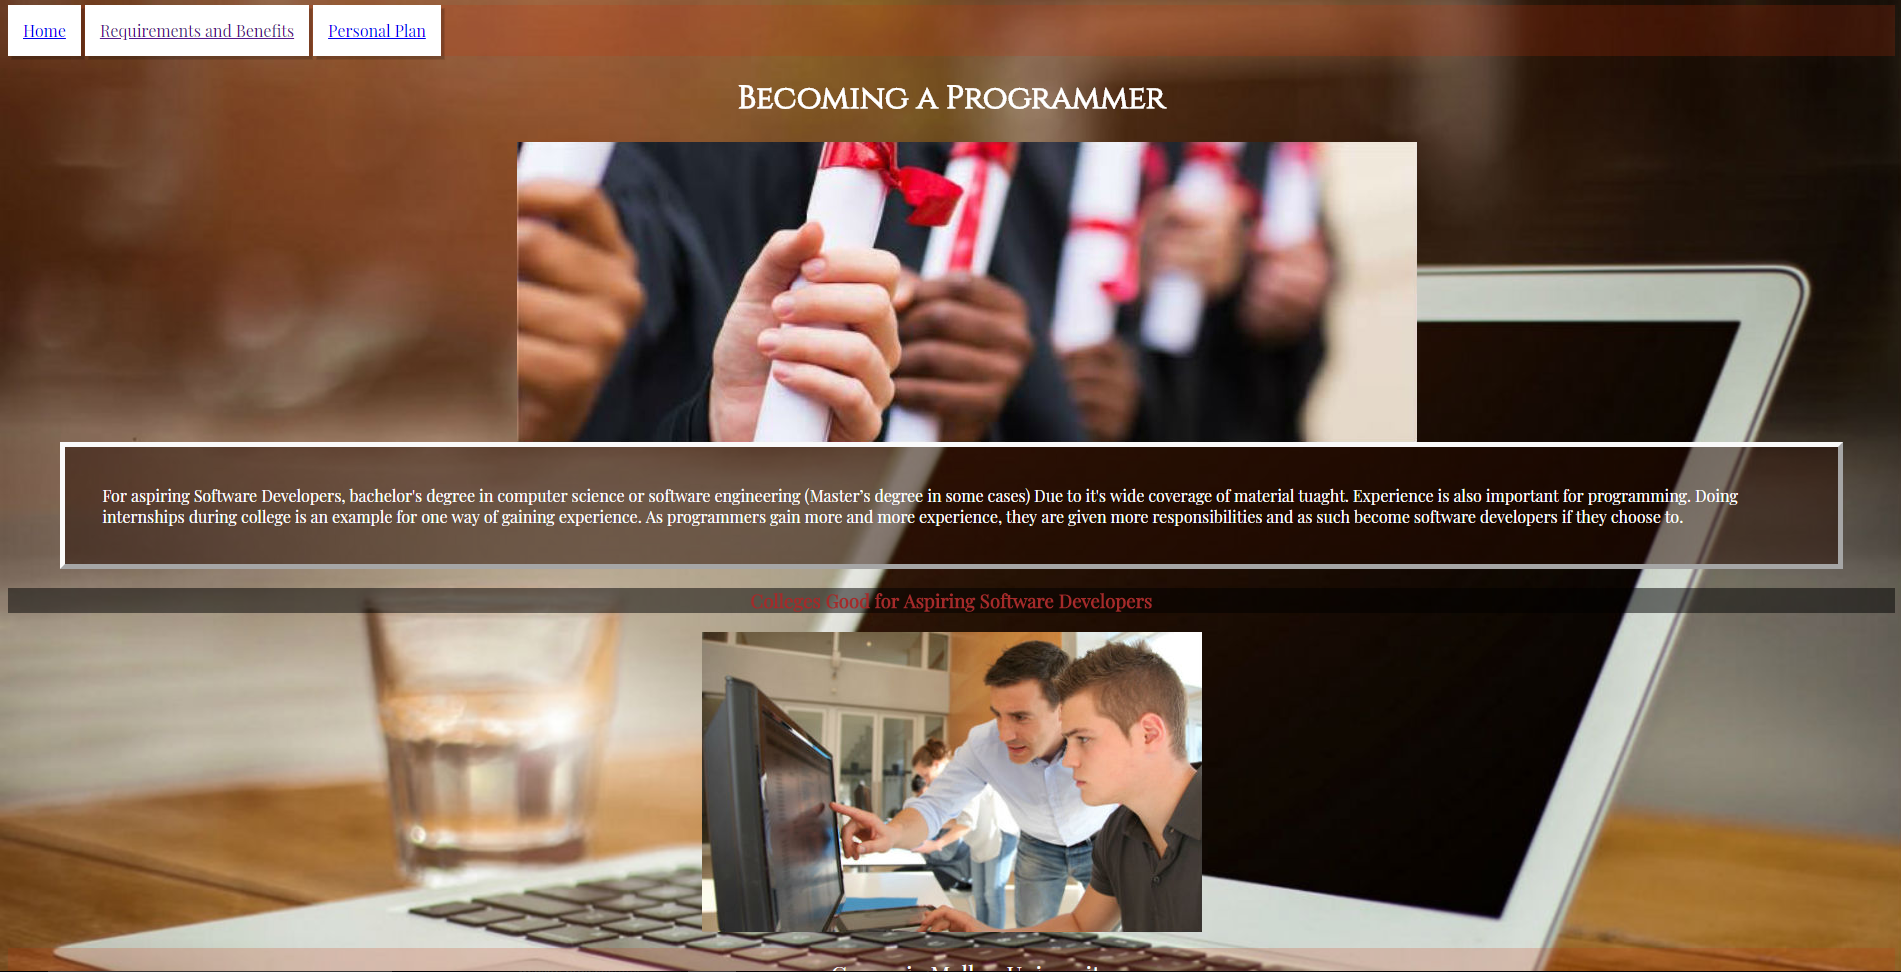 Home Requirements and Benefits Personal Plan
Becoming a Programmer
For aspiring Software Developers, bachelor's degree in computer science or software engineering (Master's degree in some cases) Due to it's wide coverage of material tuaght. Experience is also important for programming. Doing
internships during college is an example for one way of gaining experience. As programmers gain more and more experience, they are given more responsibilities and as such become software developers if they choose to.
Colleges Good for Aspiring Software Developers